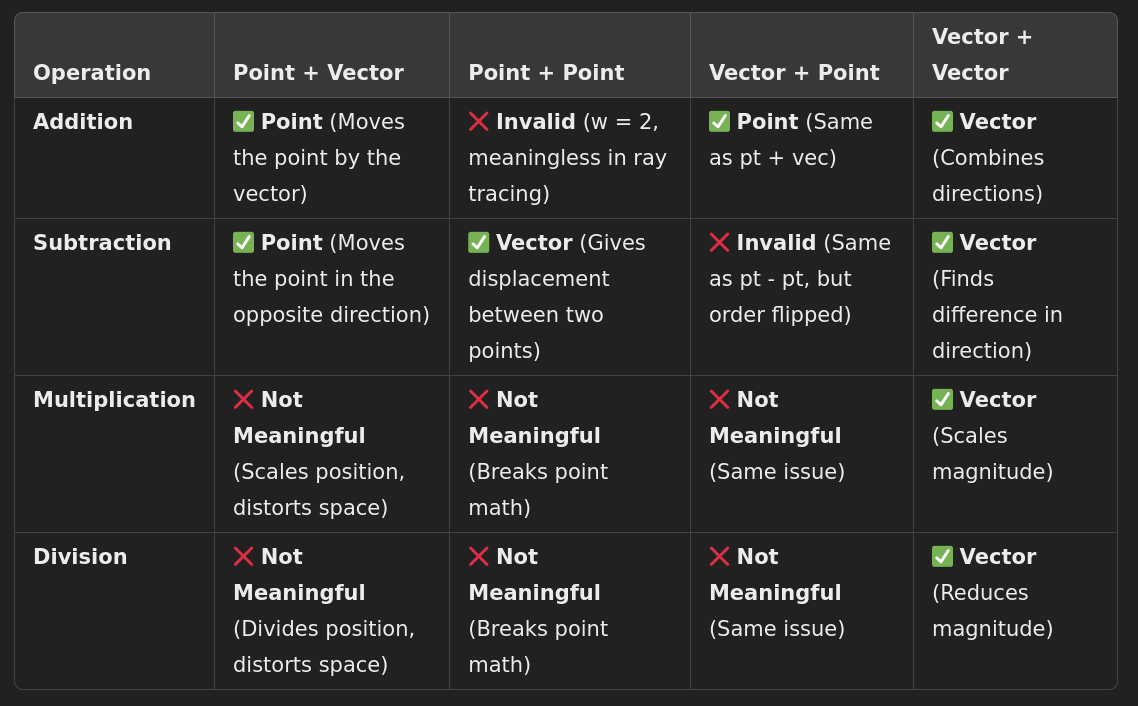 Operation
Point + Vector
Point + Point
Vector + Point
Vector +
Vector
Addition
✅ Point (Moves
the point by the
vector)
❌ Invalid (w = 2,
meaningless in ray
tracing)
✅ Point (Same
as pt + vec)
✅ Vector
(Combines
directions)
Subtraction
✅ Point (Moves
the point in the
opposite direction)
✅ Vector (Gives
displacement
between two
points)
❌ Invalid (Same
as pt - pt, but
order flipped)
✅ Vector
(Finds
difference in
direction)
Multiplication
❌ Not
Meaningful
(Scales position,
distorts space)
❌ Not
Meaningful
(Breaks point
math)
❌ Not
Meaningful
(Same issue)
✅ Vector
(Scales
magnitude)
Division
❌ Not
Meaningful
(Divides position,
distorts space)
❌ Not
Meaningful
(Breaks point
math)
❌ Not
Meaningful
(Same issue)
✅ Vector
(Reduces
magnitude)